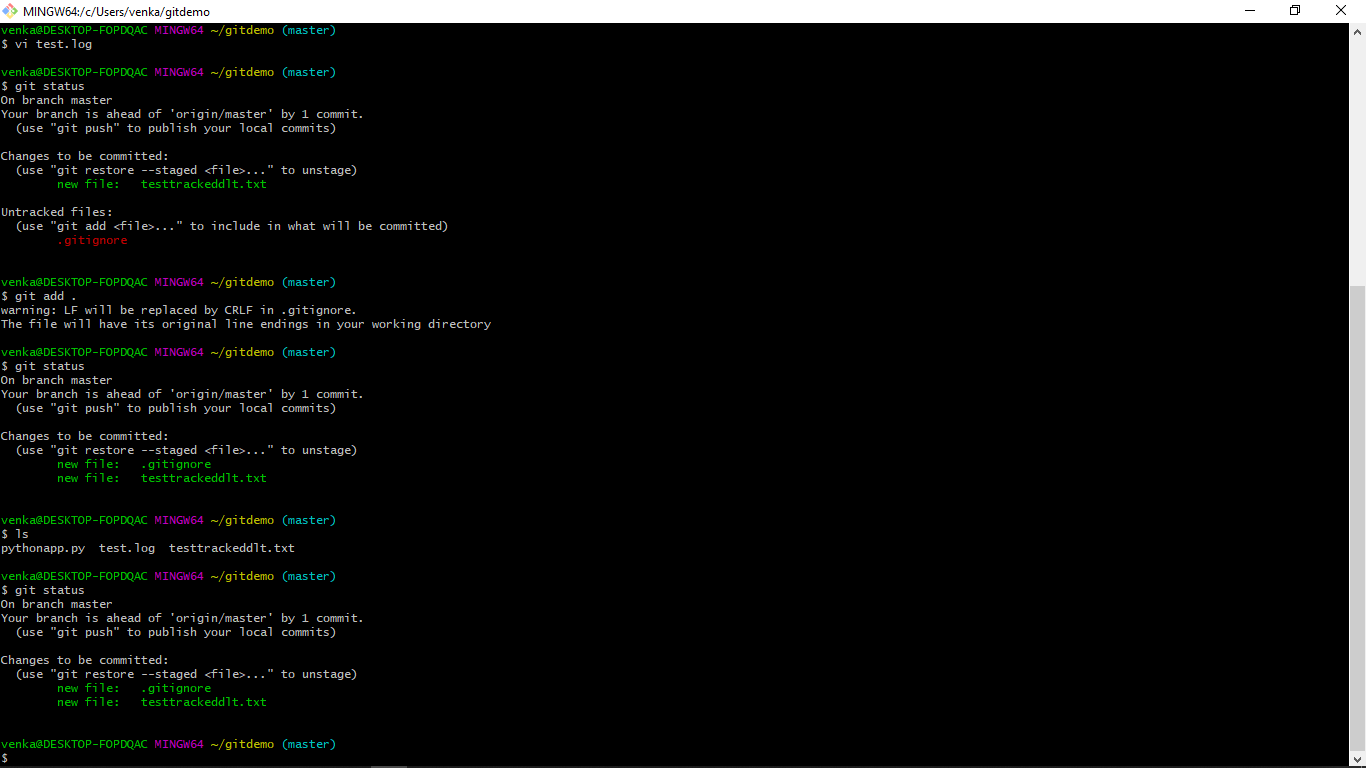 MINGW64:/c/Users/venka/gitdemo
venka@DESKTOP-FOPDQAC MINGW64 ~/gitdemo (master)
$ vi test.log
venka@DESKTOP-FOPDQAC MINGW64 ~/gitdemo (master)
$ git status
On branch master
Your branch is ahead of 'origin/master' by 1 commit.
  (use "git push" to publish your local commits)
Changes to be committed:
  (use "git restore --staged <file>..." to unstage)
        new file:   testtrackeddlt.txt
Untracked files:
  (use "git add <file>..." to include in what will be committed)
        .gitignore
venka@DESKTOP-FOPDQAC MINGW64 ~/gitdemo (master)
$ git add .
warning: LF will be replaced by CRLF in .gitignore.
The file will have its original line endings in your working directory
venka@DESKTOP-FOPDQAC MINGW64 ~/gitdemo (master)
$ git status
On branch master
Your branch is ahead of 'origin/master' by 1 commit.
  (use "git push" to publish your local commits)
Changes to be committed:
  (use "git restore --staged <file>..." to unstage)
        new file:   .gitignore
        new file:   testtrackeddlt.txt
venka@DESKTOP-FOPDQAC MINGW64 ~/gitdemo (master)
$ ls
pythonapp.py  test.log  testtrackeddlt.txt
venka@DESKTOP-FOPDQAC MINGW64 ~/gitdemo (master)
$ git status
On branch master
Your branch is ahead of 'origin/master' by 1 commit.
  (use "git push" to publish your local commits)
Changes to be committed:
  (use "git restore --staged <file>..." to unstage)
        new file:   .gitignore
        new file:   testtrackeddlt.txt
venka@DESKTOP-FOPDQAC MINGW64 ~/gitdemo (master)
$